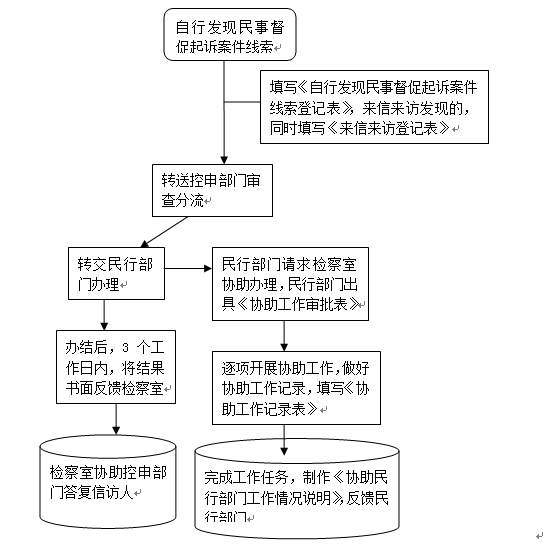 自行发现民事督
促起诉案件线索
填写《自行发现民事督促起诉案件
线索登记表》，来信来访发现的，
同时填写《来信来访登记表》
转送控申部门审
查分流
转交民行部
门办理
民行部门请求检察室
协助办理，民行部门出
具《协助工作审批表》
办结后，3 个工
作日内，将结果
书面反馈检察室
逐项开展协助工作，做好
协助工作记录，填写《协
助工作记录表》
检察室协助控申部
门答复信访人
完成工作任务，制作《协助民
行部门工作情况说明》，反馈民
行部门